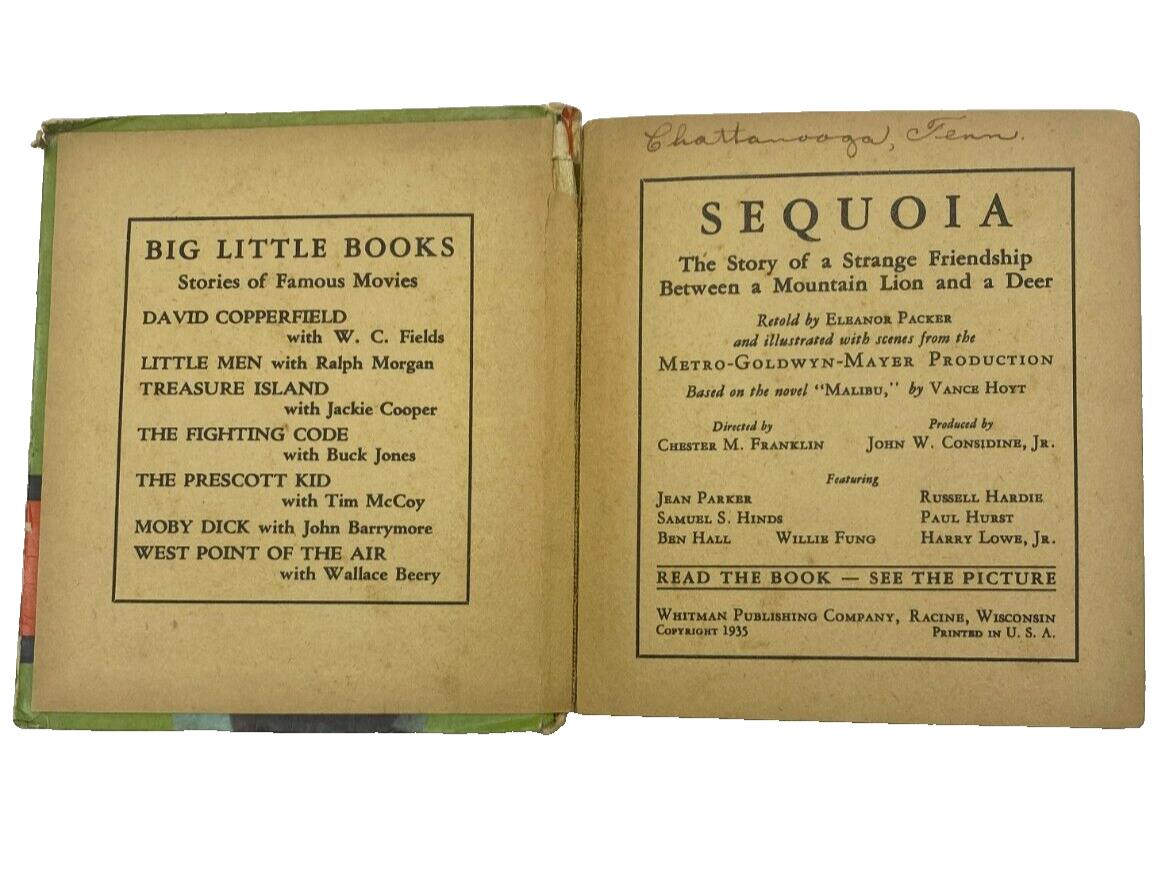 BIG LITTLE BOOKS
Stories of Famous Movies
DAVID COPPERFIELD
with W. C. Fields
LITTLE MEN with Ralph Morgan
TREASURE ISLAND
with Jackie Cooper
THE FIGHTING CODE
with Buck Jones
THE PRESCOTT KID
with Tim McCoy
MOBY DICK with John Barrymore
WEST POINT OF THE AIR
with Wallace Beery
Chattanooga, Tenn.
SEQUOIA
The Story of a Strange Friendship
Between a Mountain Lion and a Deer
Retold by ELEANOR PACKER
and illustrated with scenes from the
METRO-GOLDWYN-MAYER PRODUCTION
Based on the novel "MALIBU," by VANCE HOYT
Directed by Produced by
CHESTER M. FRANKLIN JOHN W. CONSIDINE, JR.
Featuring
JEAN PARKER RUSSELL HARDIE
SAMUEL S. HINDS PAUL HURST
BEN HALL WILLIE FUNG HARRY LOWE, JR.
READ THE BOOK — SEE THE PICTURE
WHITMAN PUBLISHING COMPANY, RACINE, WISCONSIN
COPYRIGHT 1935 PRINTED IN U. S. A.